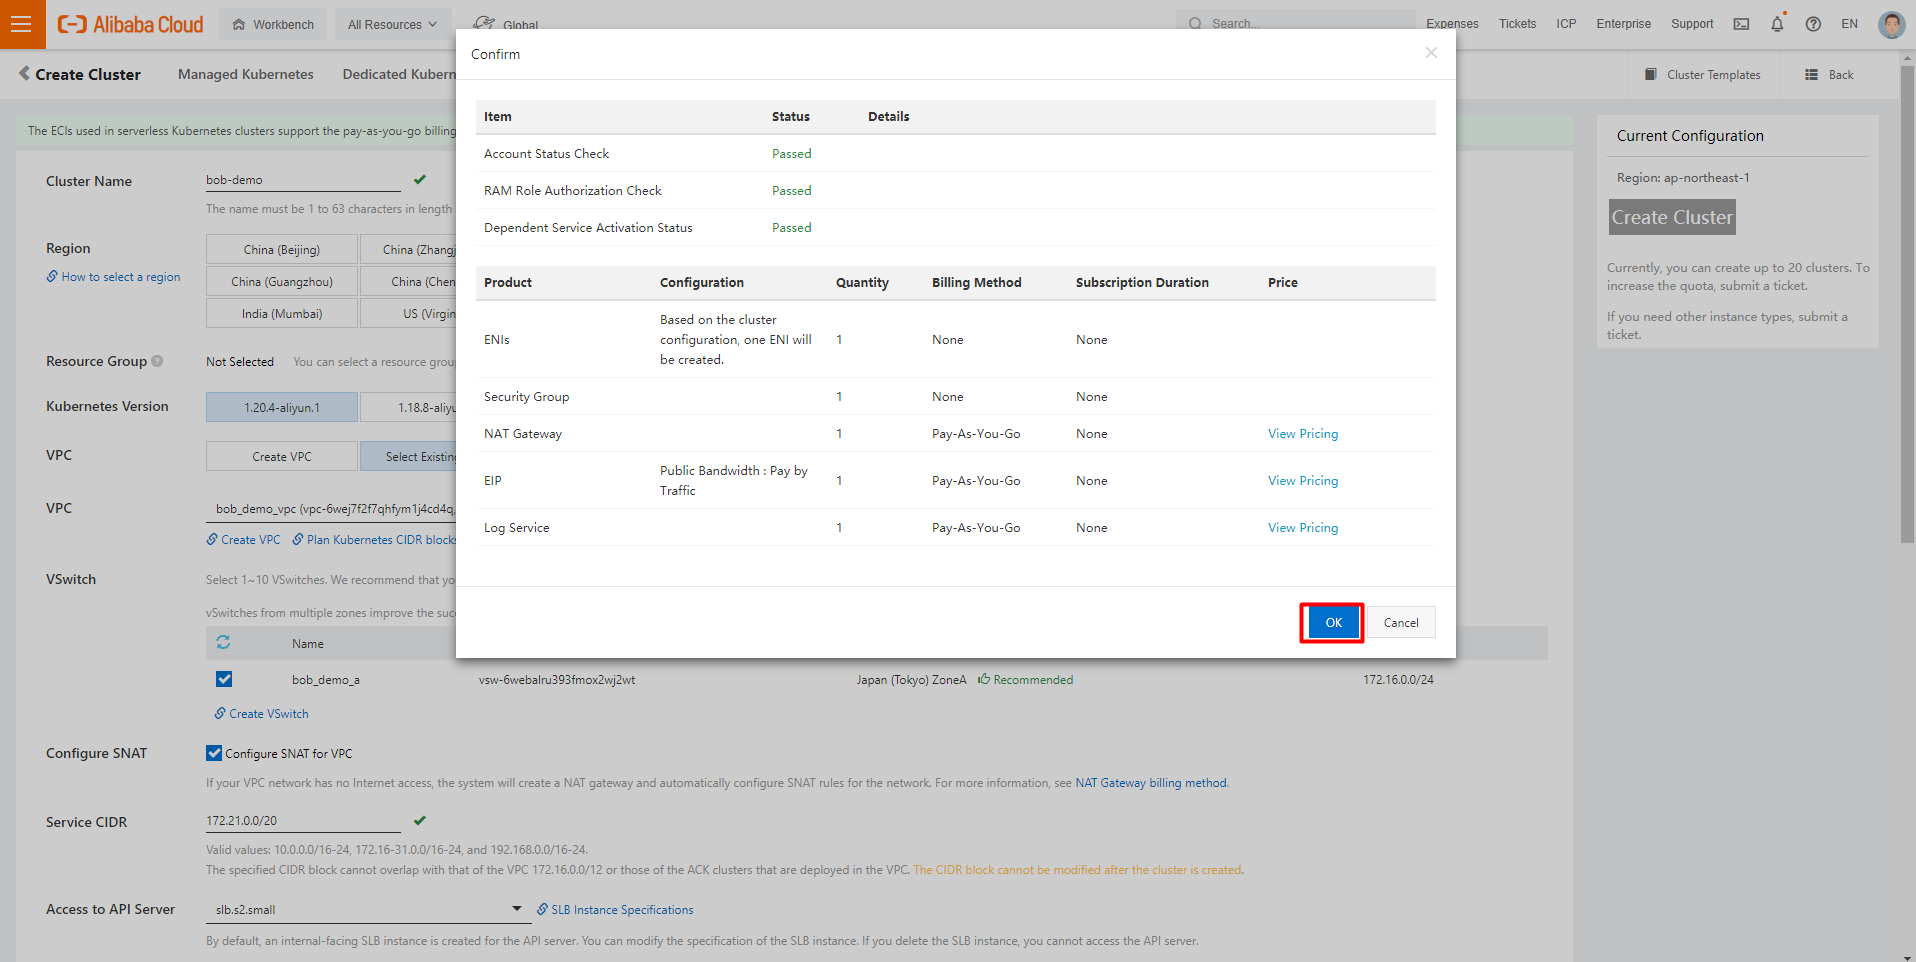 Alibaba Cloud
Workbench
All Resources
Global
Search...
Expenses
Tickets
ICP
Enterprise
Support
EN
Create Cluster
Managed Kubernetes
Dedicated Kubern
Cluster Templates
Back
The ECIs used in serverless Kubernetes clusters support the pay-as-you-go billing
Cluster Name
bob-demo
The name must be 1 to 63 characters in length
Region
How to select a region
China (Beijing)
China (Zhangj
China (Guangzhou)
China (Chen
India (Mumbai)
US (Virgin
Resource Group
Not Selected
You can select a resource grou
Kubernetes Version
1.20.4-aliyun.1
1.18.8-aliyu
VPC
Create VPC
Select Existing
VPC
bob_demo_vpc (vpc-6wej7f2f7qhfym1j4cd4q,
Create VPC
Plan Kubernetes CIDR blocks
VSwitch
Select 1~10 VSwitches. We recommend that yo
vSwitches from multiple zones improve the suc
Name
bob_demo_a
vsw-6webalru393fmox2wj2wt
Japan (Tokyo) ZoneA
Recommended
172.16.0.0/24
Create VSwitch
Configure SNAT
Configure SNAT for VPC
If your VPC network has no Internet access, the system will create a NAT gateway and automatically configure SNAT rules for the network. For more information, see NAT Gateway billing method.
Service CIDR
172.21.0.0/20
Valid values: 10.0.0.0/16-24, 172.16-31.0.0/16-24, and 192.168.0.0/16-24.
The specified CIDR block cannot overlap with that of the VPC 172.16.0.0/12 or those of the ACK clusters that are deployed in the VPC. The CIDR block cannot be modified after the cluster is created.
Access to API Server
slb.s2.small
SLB Instance Specifications
By default, an internal-facing SLB instance is created for the API server. You can modify the specification of the SLB instance. If you delete the SLB instance, you cannot access the API server.
Confirm
Item Status Details
Account Status Check Passed
RAM Role Authorization Check Passed
Dependent Service Activation Status Passed
Product Configuration Quantity Billing Method Subscription Duration Price
ENIs
Based on the cluster
configuration, one ENI will
be created.
1 None None
Security Group 1 None None
NAT Gateway 1 Pay-As-You-Go None View Pricing
EIP
Public Bandwidth : Pay by
Traffic
1 Pay-As-You-Go None View Pricing
Log Service 1 Pay-As-You-Go None View Pricing
OK
Cancel
Current Configuration
Region: ap-northeast-1
Create Cluster
Currently, you can create up to 20 clusters. To
increase the quota, submit a ticket.
If you need other instance types, submit a
ticket.